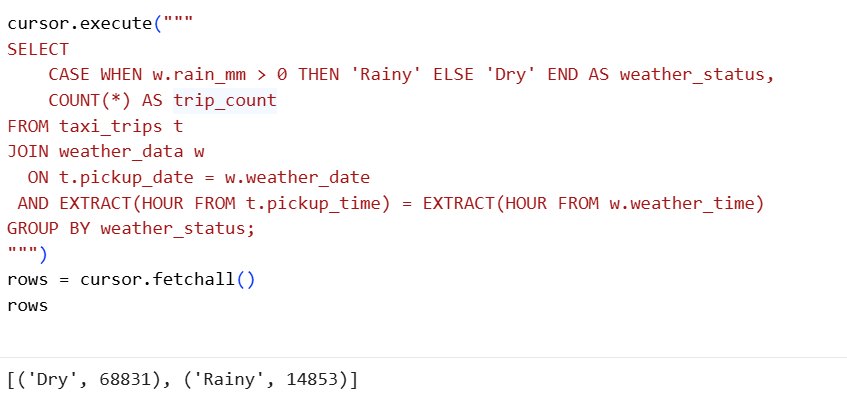 cursor.execute("""
SELECT
    CASE WHEN w.rain_mm > 0 THEN 'Rainy' ELSE 'Dry' END AS weather_status,
    COUNT(*) AS trip_count
FROM taxi_trips t
JOIN weather_data w
  ON t.pickup_date = w.weather_date
 AND EXTRACT(HOUR FROM t.pickup_time) = EXTRACT(HOUR FROM w.weather_time)
GROUP BY weather_status;
""")
rows = cursor.fetchall()
rows
[('Dry', 68831), ('Rainy', 14853)]